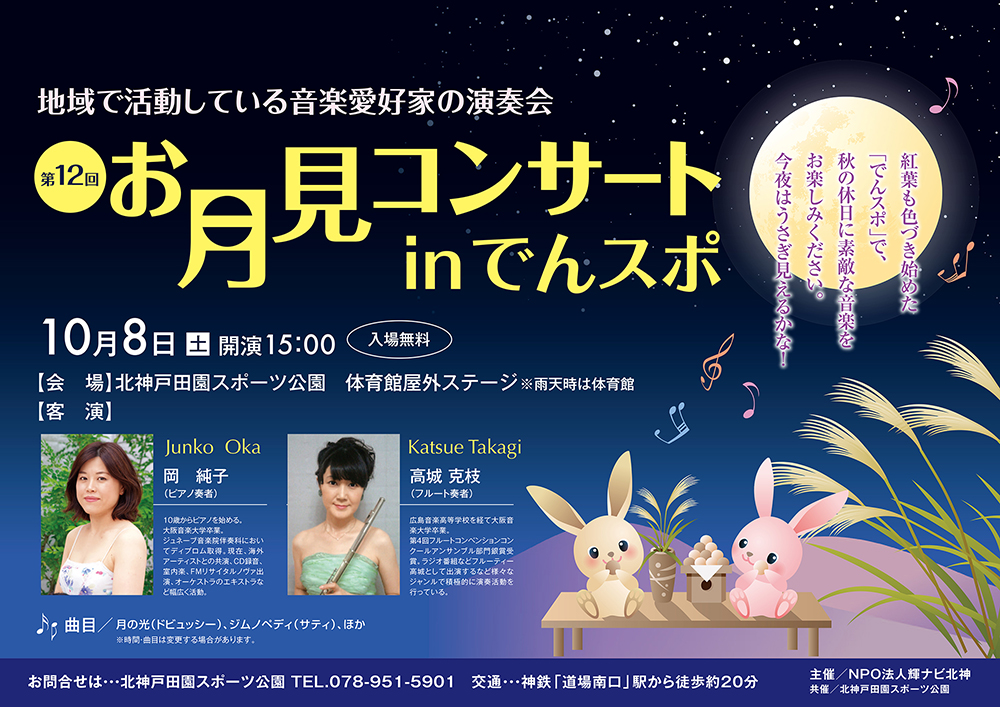 地域で活動している音楽愛好家の演奏会
第12回
お月見コンサート
inでんスポ
紅葉も色づき始めた
「でんスポ」で、
秋の休日に素敵な音楽を
お楽しみください。
今夜はうさぎ見えるかな！
10月8日 土 開演15:00 入場無料
【会　場】北神戸田園スポーツ公園　体育館屋外ステージ※雨天時は体育館
【客　演】
Junko Oka
岡　純子
（ピアノ奏者）
10歳からピアノを始める。
大阪音楽大学卒業。
ジュネーブ音楽院伴奏科におい
てディプロム取得。現在、海外
アーティストとの共演、CD録音、
室内楽、FMリサイタルノヴァ出
演、オーケストラのエキストラな
ど幅広く活動。
Katsue Takagi
高城 克枝
（フルート奏者）
広島音楽高等学校を経て大阪音
楽大学卒業。
第4回フルートコンベンションコン
クールアンサンブル部門銀賞受
賞。ラジオ番組などフルーティー
高城として出演するなど様々な
ジャンルで積極的に演奏活動を
行っている。
曲目／月の光（ドビュッシー）、ジムノペディ（サティ）、ほか
※時間・曲目は変更する場合があります。
お問合せは…北神戸田園スポーツ公園 TEL.078-951-5901　交通…神鉄「道場南口」駅から徒歩約20分
主催／NPO法人輝ナビ北神
共催／北神戸田園スポーツ公園